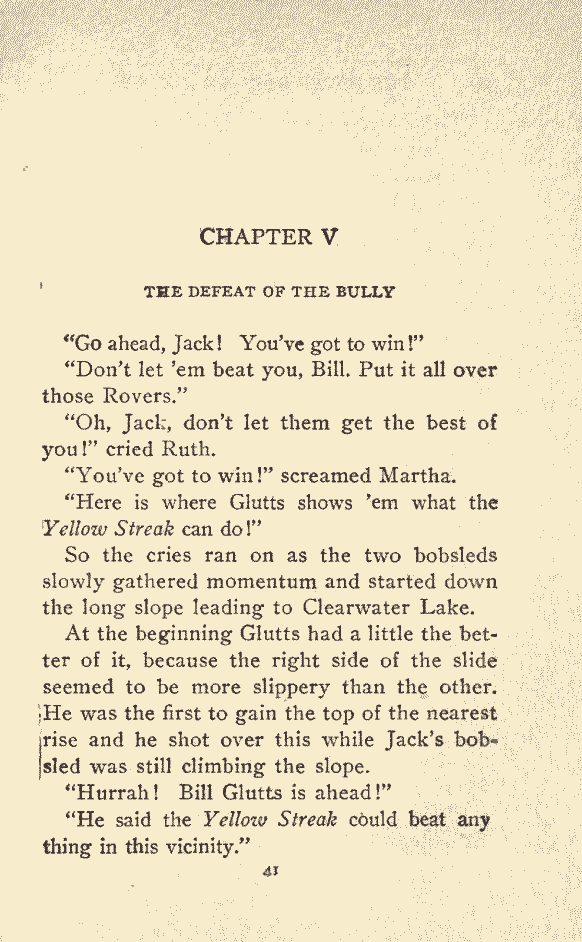 CHAPTER V
THE DEFEAT OF THE BULLY
“Go ahead, Jack! You’ve got to win!”
“Don’t let ’em beat you, Bill. Put it all over
those Rovers.”
“Oh, Jack, don’t let them get the best of
you!” cried Ruth.
“You’ve got to win!” screamed Martha.
“Here is where Glutts shows ’em what the
Yellow Streak can do!”
So the cries ran on as the two bobsleds
slowly gathered momentum and started down
the long slope leading to Clearwater Lake.
At the beginning Glutts had a little the bet-
ter of it, because the right side of the slide
seemed to be more slippery than the other.
He was the first to gain the top of the nearest
rise and he shot over this while Jack’s bob-
sled was still climbing the slope.
“Hurrah! Bill Glutts is ahead!”
“He said the Yellow Streak could beat any
thing in this vicinity.”
41